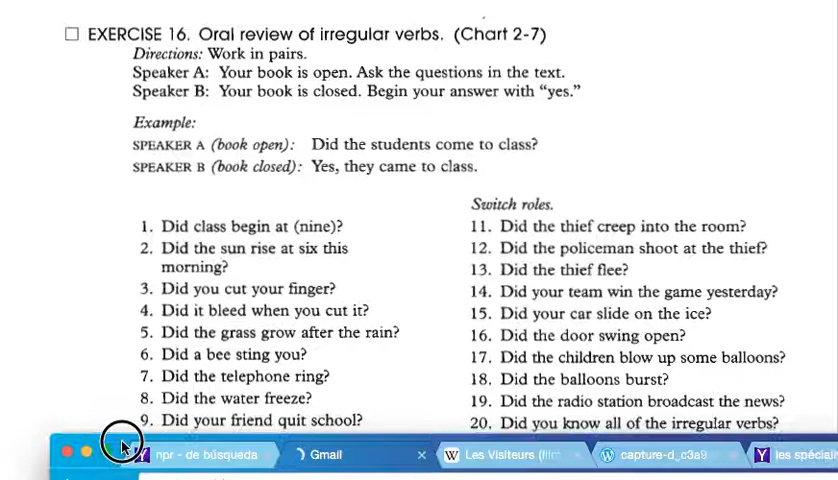 EXERCISE 16. Oral review of irregular verbs. (Chart 2-7)
Directions: Work in pairs.
Speaker A: Your book is open. Ask the questions in the text.
Speaker B: Your book is closed. Begin your answer with “yes.”
Example:
SPEAKER A (book open): Did the students come to class?
SPEAKER B (book closed): Yes, they came to class.
1. Did class begin at (nine)?
2. Did the sun rise at six this
morning?
3. Did you cut your finger?
4. Did it bleed when you cut it?
5. Did the grass grow after the rain?
6. Did a bee sting you?
7. Did the telephone ring?
8. Did the water freeze?
9. Did your friend quit school?
Switch roles.
11. Did the thief creep into the room?
12. Did the policeman shoot at the thief?
13. Did the thief flee?
14. Did your team win the game yesterday?
15. Did your car slide on the ice?
16. Did the door swing open?
17. Did the children blow up some balloons?
18. Did the balloons burst?
19. Did the radio station broadcast the news?
20. Did you know all of the irregular verbs?
Y npr - de búsqueda
Gmail
W Les Visiteurs (film
capture-d_c3a9
Y les spécial